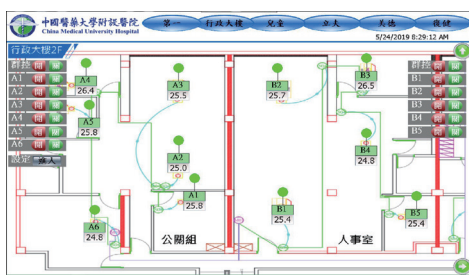 中國醫藥大學附設醫院
China Medical University Hospital
第一 行政大樓 兒童 立夫 美德 復健
5/24/2019 8:29:12 AM
行政大樓2F
群控 開 關
A1 開 關
A2 開 關
A3 開 關
A4 開 關
A5 開 關
A6 開 關
設定 登入
A4
26.4
A5
25.8
A3
25.5
A2
25.0
A1
25.8
A6
24.8
公關組
B2
25.7
B3
26.5
B4
24.8
B1
25.4
B5
25.4
人事室
群控 開 關
B1 開 關
B2 開 關
B3 開 關
B4 開 關
B5 開 關